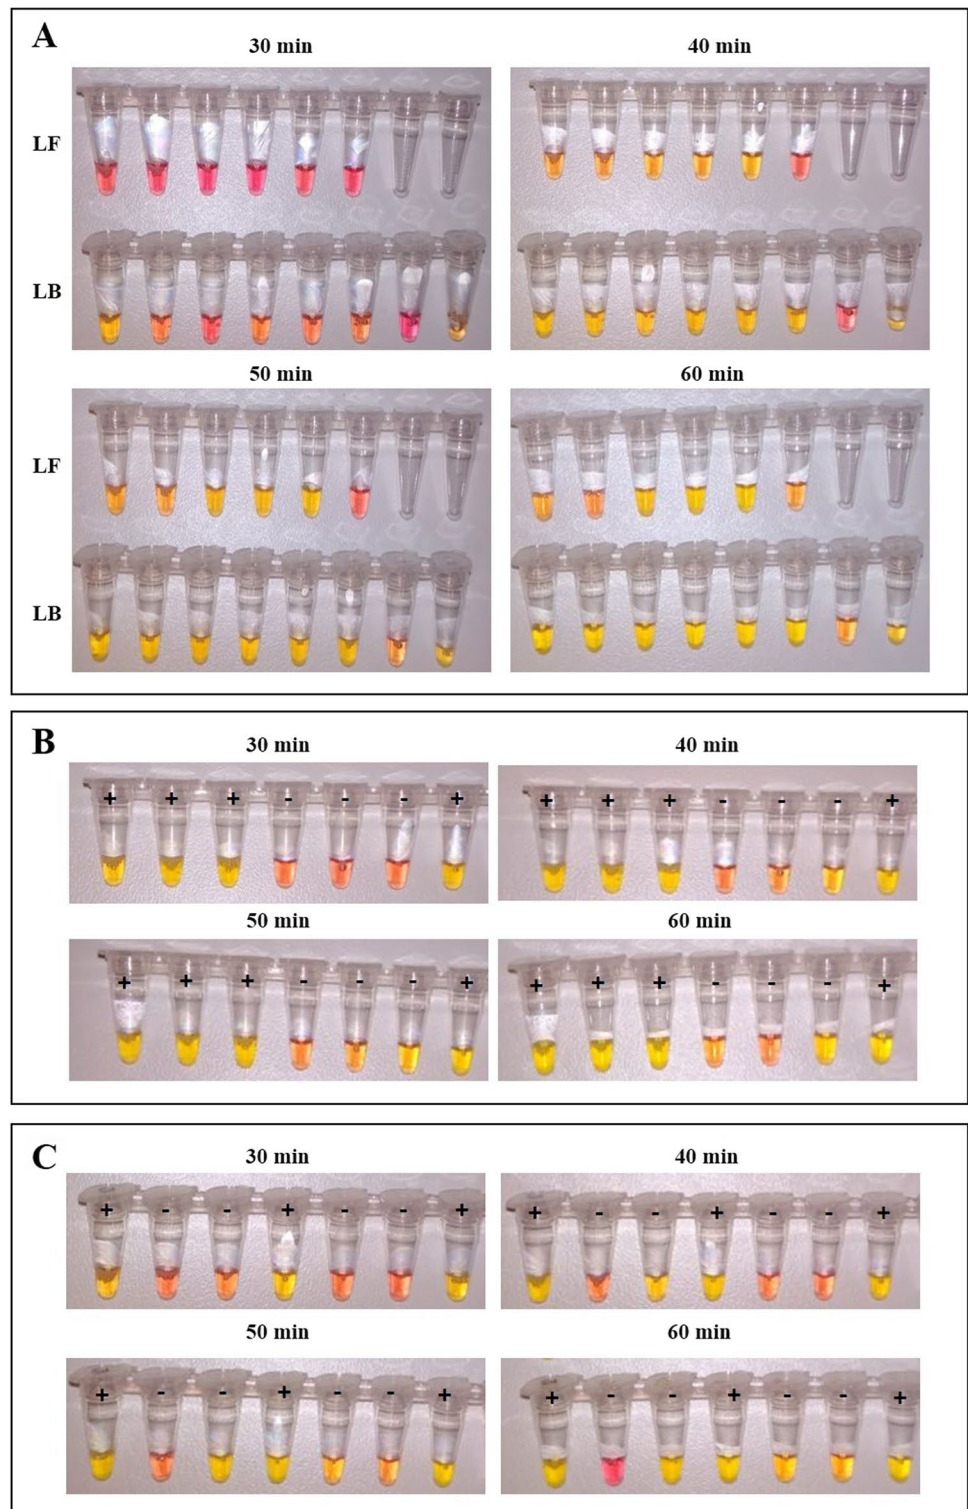 A
30 min 40 min
LF
LB
50 min 60 min
LF
LB
B
30 min 40 min
+ + + - - - + + + + - - - +
50 min 60 min
+ + + - - - + + + + - - - +
C
30 min 40 min
+ - - + - - + + - - + - - +
50 min 60 min
+ - - + - - + + - - + - - +